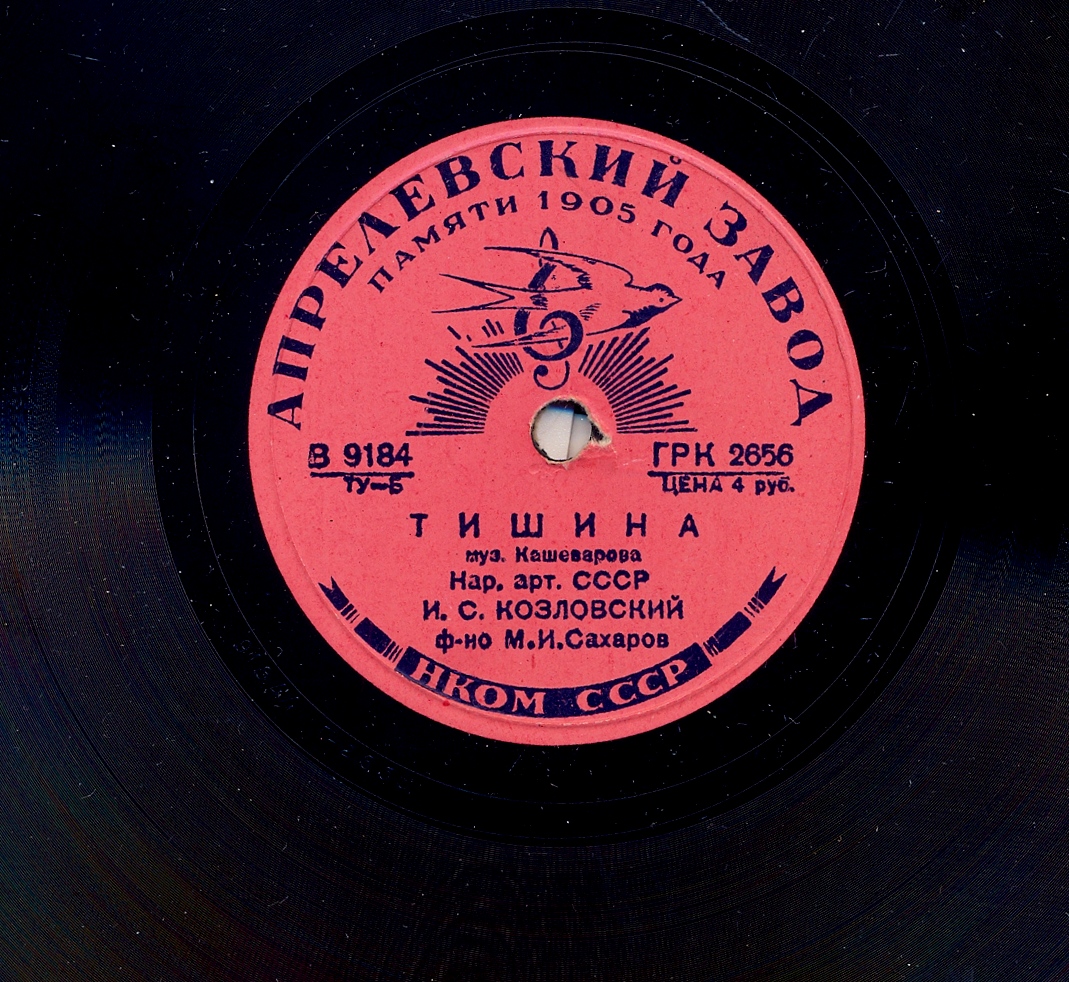 АПРЕЛЕВСКИЙ ЗАВОД
ПАМЯТИ 1905 ГОДА
В 9184
ТУ—Б
ГРК 2656
ЦЕНА 4 руб.
ТИШИНА
муз. Кашеварова
Нар. арт. СССР
И. С. КОЗЛОВСКИЙ
ф-но М.И.Сахаров
НКОМ СССР